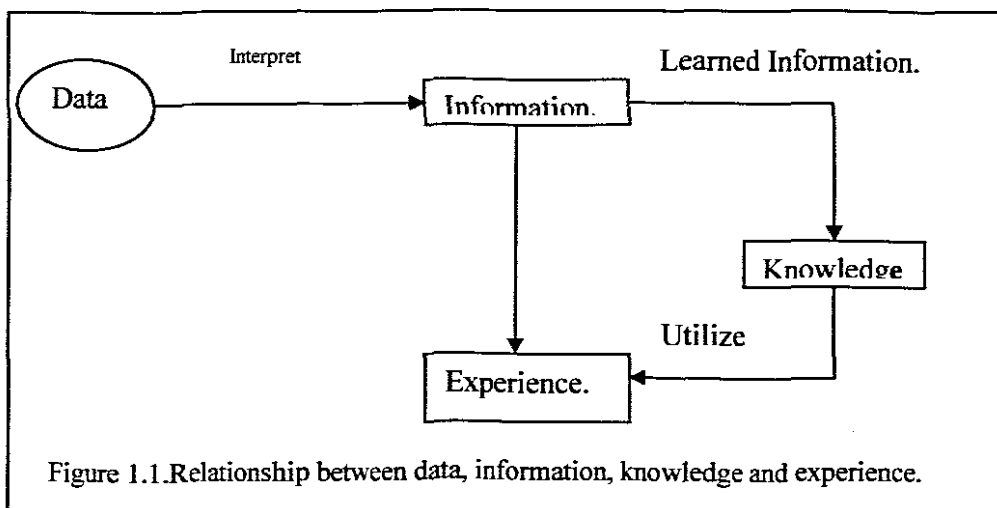 Interpret
Learned Information.
Data
Information.
Knowledge
Utilize
Experience.
Figure 1.1.Relationship between data, information, knowledge and experience.